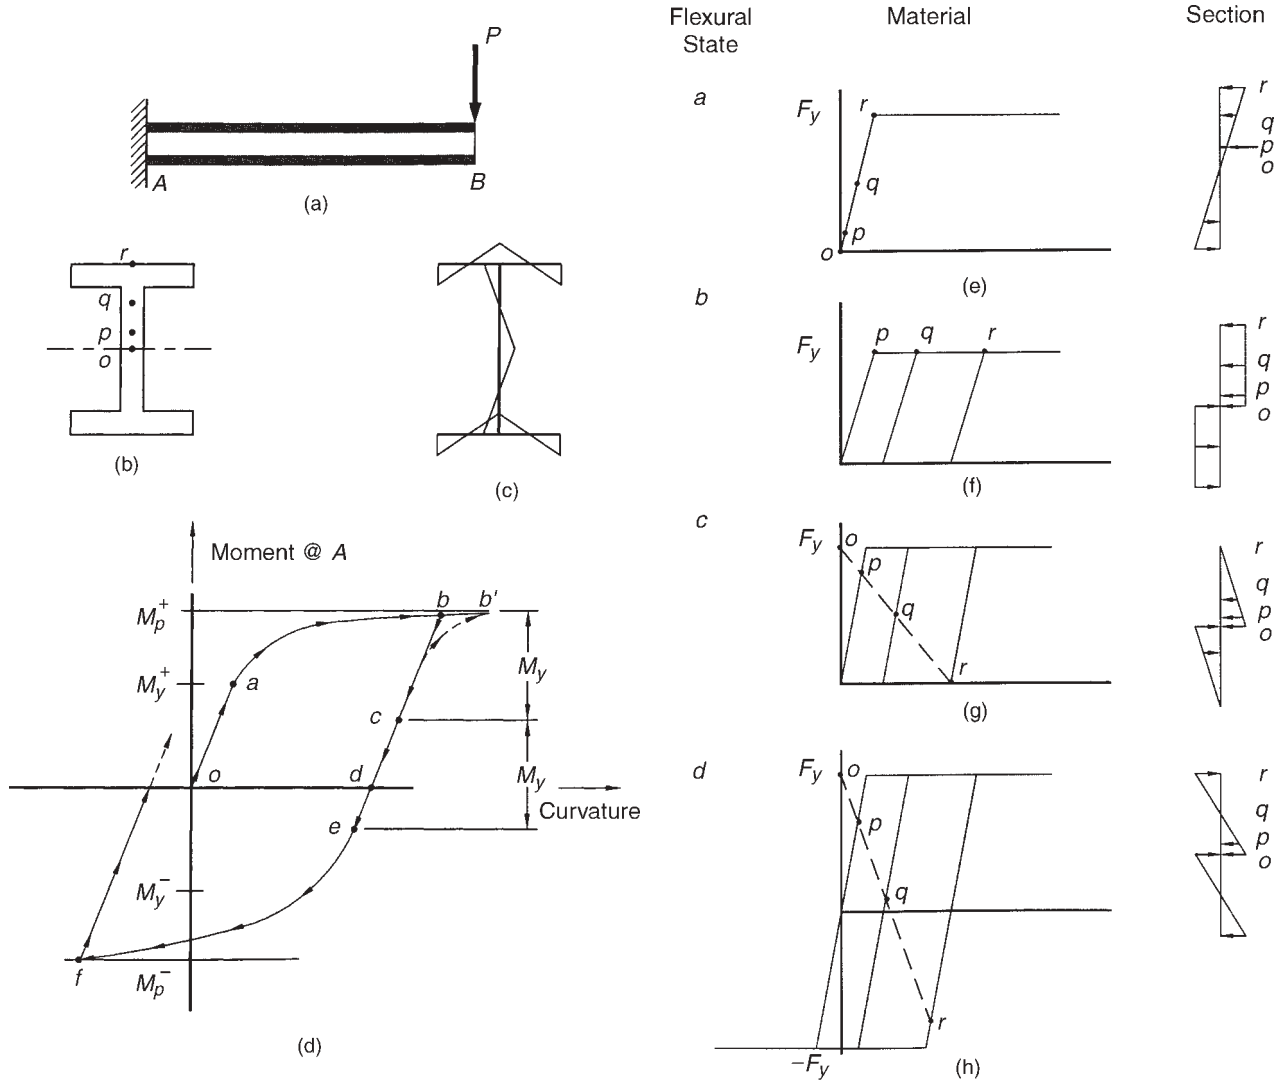 P
A
B
(a)
r
q
p
o
(b)
(c)
Moment @ A
M_p^+
b
b'
M_y^+
a
M_y
c
o
d
M_y
Curvature
e
M_y^-
f
M_p^-
(d)
Flexural
State
Material
Section
a
F_y
r
q
p
o
(e)
r
q
p
o
b
F_y
p
q
r
(f)
r
q
p
o
c
F_y
o
p
q
r
(g)
r
q
p
o
d
F_y
o
p
q
r
−F_y
(h)
r
q
p
o